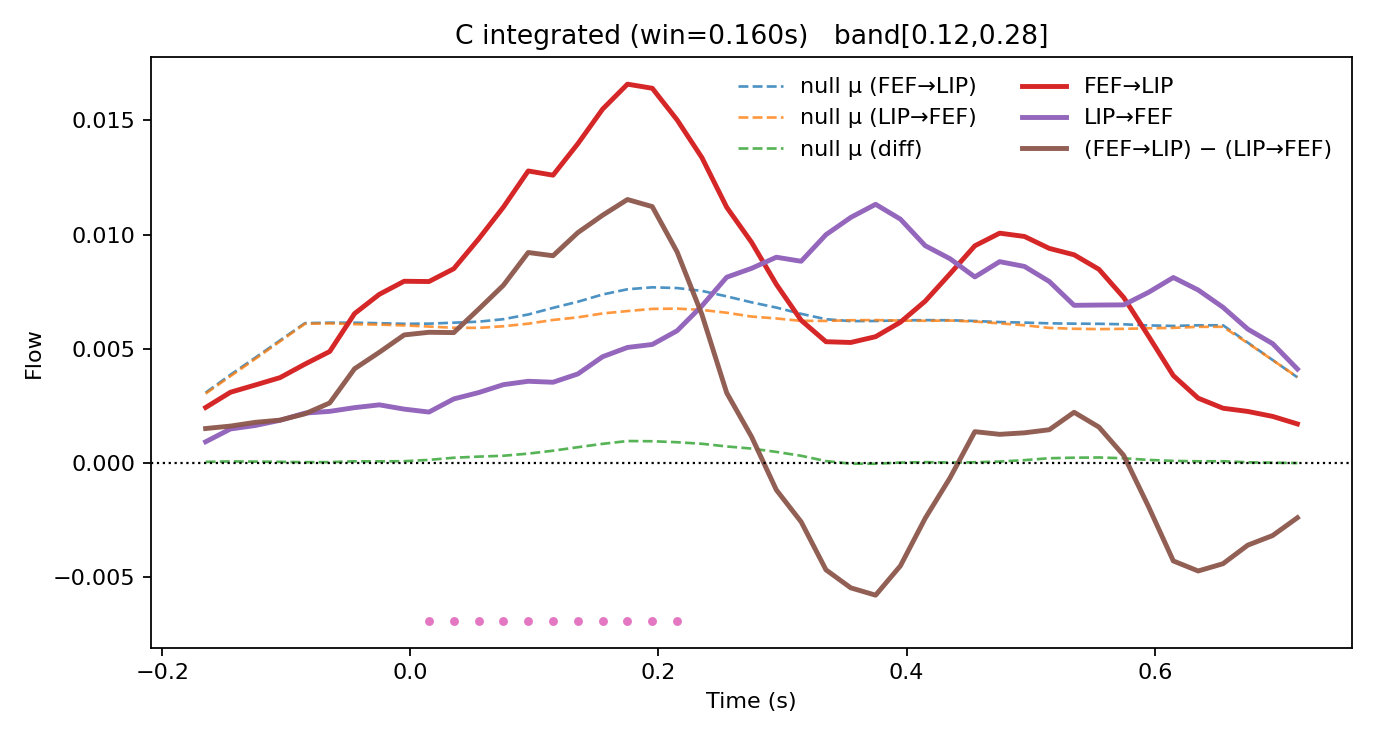 C integrated (win=0.160s)   band[0.12,0.28]
null μ (FEF→LIP)
null μ (LIP→FEF)
null μ (diff)
FEF→LIP
LIP→FEF
(FEF→LIP) − (LIP→FEF)
Flow
0.015
0.010
0.005
0.000
−0.005
−0.2
0.0
0.2
0.4
0.6
Time (s)